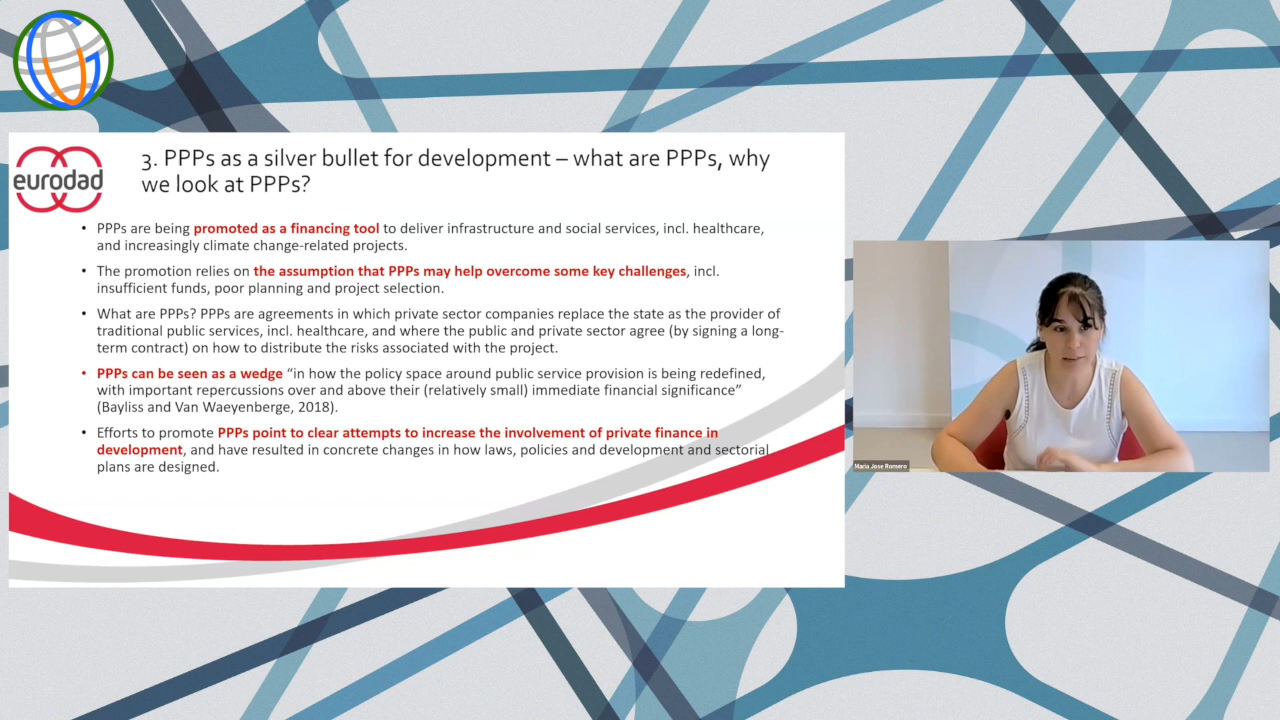 eurodad
3. PPPs as a silver bullet for development – what are PPPs, why
we look at PPPs?
• PPPs are being promoted as a financing tool to deliver infrastructure and social services, incl. healthcare,
and increasingly climate change-related projects.
• The promotion relies on the assumption that PPPs may help overcome some key challenges, incl.
insufficient funds, poor planning and project selection.
• What are PPPs? PPPs are agreements in which private sector companies replace the state as the provider of
traditional public services, incl. healthcare, and where the public and private sector agree (by signing a long-
term contract) on how to distribute the risks associated with the project.
• PPPs can be seen as a wedge “in how the policy space around public service provision is being redefined,
with important repercussions over and above their (relatively small) immediate financial significance”
(Bayliss and Van Waeyenberge, 2018).
• Efforts to promote PPPs point to clear attempts to increase the involvement of private finance in
development, and have resulted in concrete changes in how laws, policies and development and sectorial
plans are designed.
Maria Jose Romero